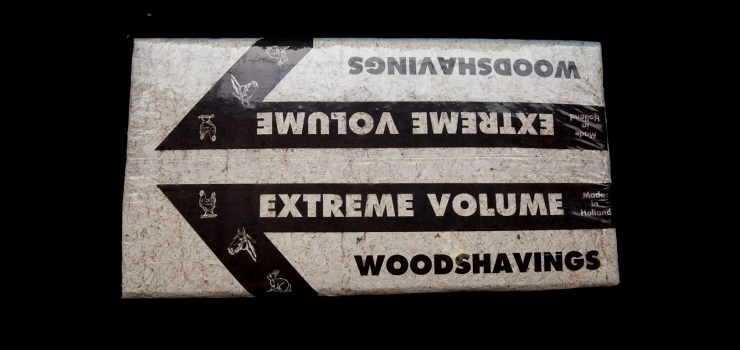 WOODSHAVINGS
EXTREME VOLUME
Made
in
Holland
EXTREME VOLUME
Made
in
Holland
WOODSHAVINGS